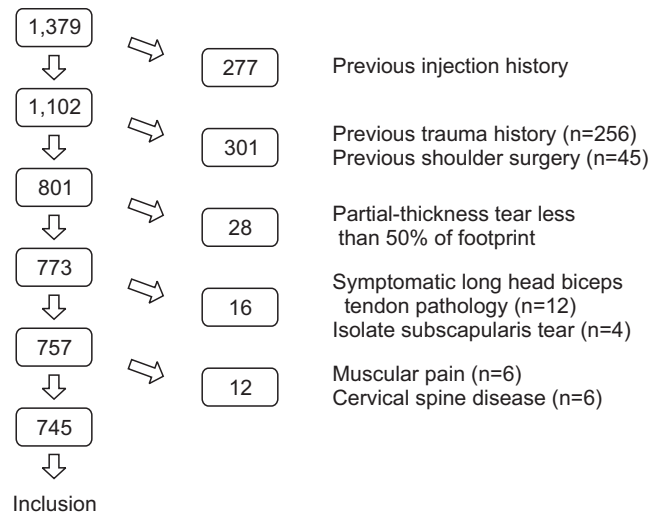 1,379
277
Previous injection history
1,102
301
Previous trauma history (n=256)
Previous shoulder surgery (n=45)
801
28
Partial-thickness tear less
than 50% of footprint
773
16
Symptomatic long head biceps
tendon pathology (n=12)
Isolate subscapularis tear (n=4)
757
12
Muscular pain (n=6)
Cervical spine disease (n=6)
745
Inclusion